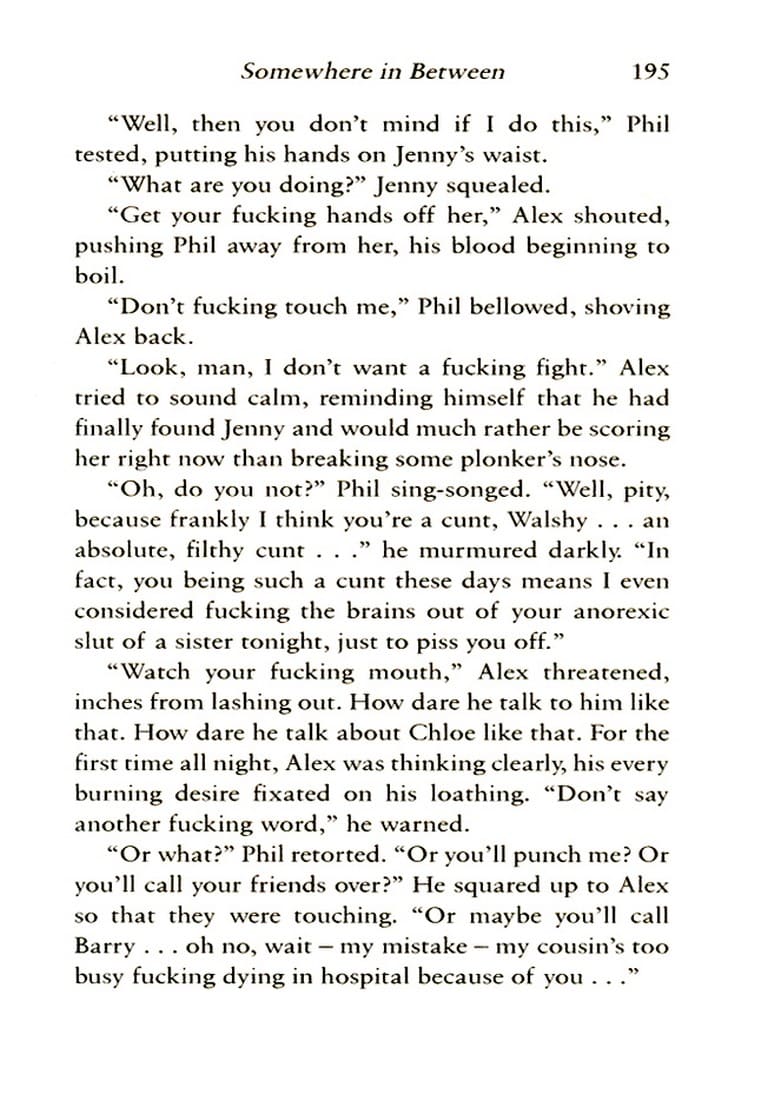 Somewhere in Between 195
“Well, then you don’t mind if I do this,” Phil
tested, putting his hands on Jenny’s waist.
“What are you doing?” Jenny squealed.
“Get your fucking hands off her,” Alex shouted,
pushing Phil away from her, his blood beginning to
boil.
“Don’t fucking touch me,” Phil bellowed, shoving
Alex back.
“Look, man, I don’t want a fucking fight.” Alex
tried to sound calm, reminding himself that he had
finally found Jenny and would much rather be scoring
her right now than breaking some plonker’s nose.
“Oh, do you not?” Phil sing-songed. “Well, pity,
because frankly I think you’re a cunt, Walshy . . . an
absolute, filthy cunt . . .” he murmured darkly. “In
fact, you being such a cunt these days means I even
considered fucking the brains out of your anorexic
slut of a sister tonight, just to piss you off.”
“Watch your fucking mouth,” Alex threatened,
inches from lashing out. How dare he talk to him like
that. How dare he talk about Chloe like that. For the
first time all night, Alex was thinking clearly, his every
burning desire fixated on his loathing. “Don’t say
another fucking word,” he warned.
“Or what?” Phil retorted. “Or you’ll punch me? Or
you’ll call your friends over?” He squared up to Alex
so that they were touching. “Or maybe you’ll call
Barry . . . oh no, wait – my mistake – my cousin’s too
busy fucking dying in hospital because of you . . .”